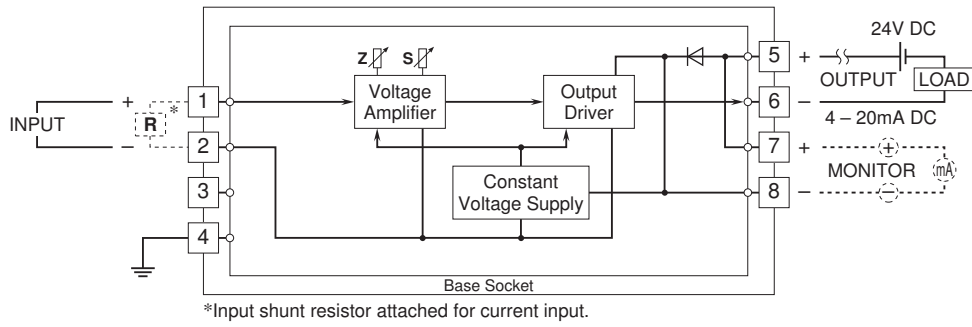 24V DC
Z S
5 + OUTPUT LOAD
INPUT + R * 1
Voltage Amplifier
Output Driver
6 −
4 – 20mA DC
− 2
7 + + mA
MONITOR
3
Constant Voltage Supply
8 − −
4
Base Socket
*Input shunt resistor attached for current input.